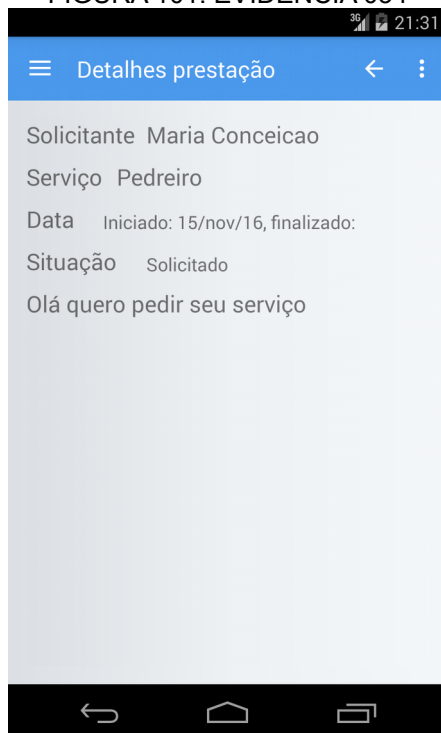 3G 21:31
Detalhes prestação
Solicitante Maria Conceicao
Serviço Pedreiro
Data Iniciado: 15/nov/16, finalizado:
Situação Solicitado
Olá quero pedir seu serviço